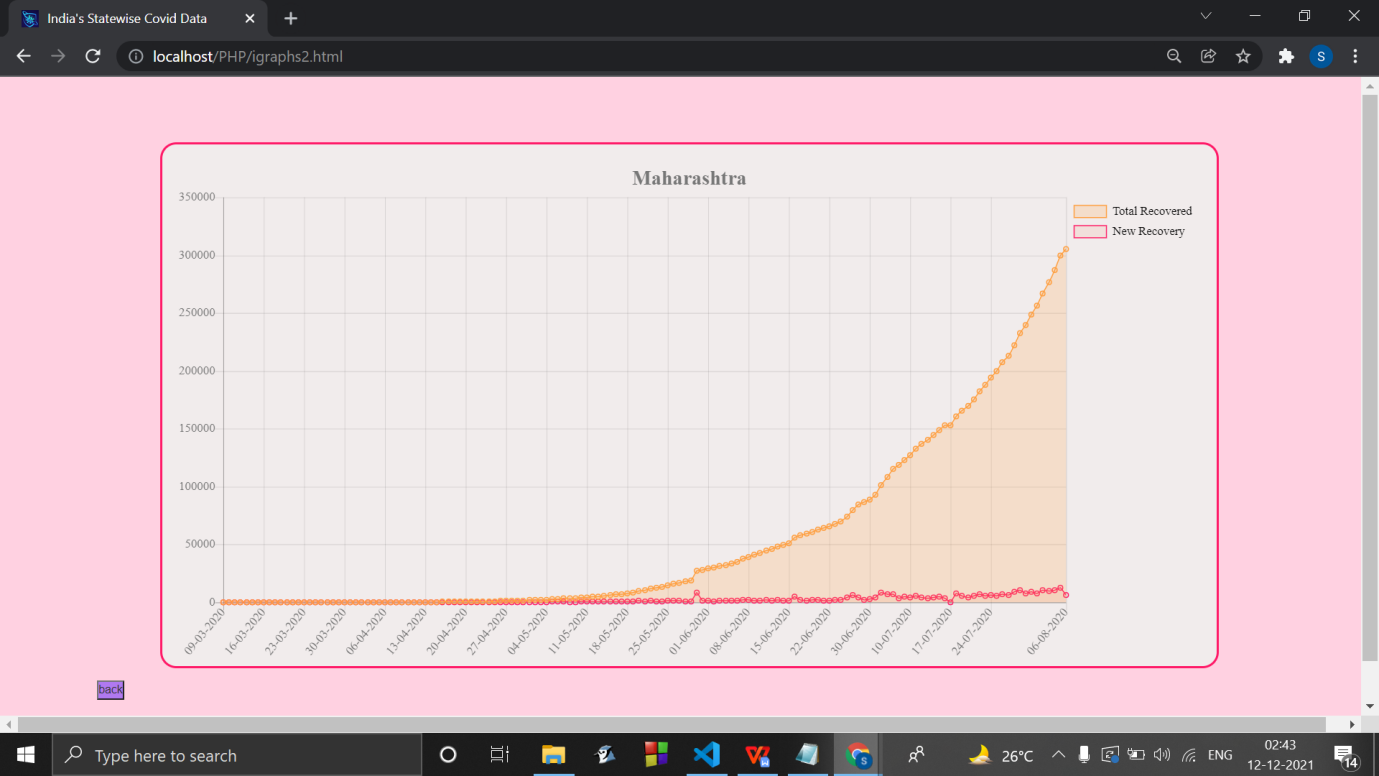 India's Statewise Covid Data
localhost/PHP/igraphs2.html
S
Maharashtra
350000
300000
250000
200000
150000
100000
50000
0
Total Recovered
New Recovery
09-03-2020
16-03-2020
23-03-2020
30-03-2020
06-04-2020
13-04-2020
20-04-2020
27-04-2020
04-05-2020
11-05-2020
18-05-2020
25-05-2020
01-06-2020
08-06-2020
15-06-2020
22-06-2020
30-06-2020
10-07-2020
17-07-2020
24-07-2020
06-08-2020
back
Type here to search
S
26°C
ENG
02:43
12-12-2021
14